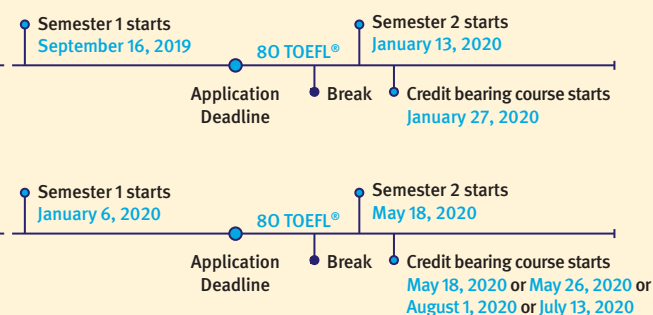 Semester 1 starts
September 16, 2019
80 TOEFL®
Semester 2 starts
January 13, 2020
Application
Deadline
Break
Credit bearing course starts
January 27, 2020
Semester 1 starts
January 6, 2020
80 TOEFL®
Semester 2 starts
May 18, 2020
Application
Deadline
Break
Credit bearing course starts
May 18, 2020 or May 26, 2020 or
August 1, 2020 or July 13, 2020